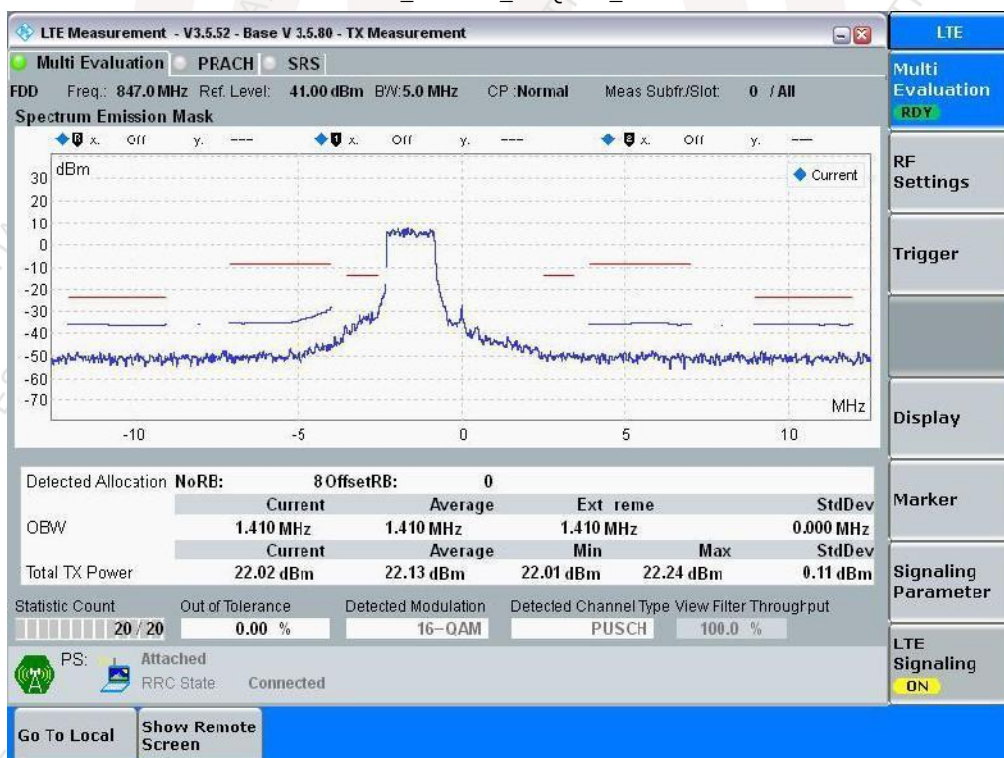 LTE Measurement - V3.5.52 - Base V 3.5.80 - TX Measurement
LTE
Multi Evaluation PRACH SRS
Multi Evaluation
RDY
FDD Freq.: 847.0 MHz Ref. Level: 41.00 dBm BW: 5.0 MHz CP : Normal Meas Subfr./Slot: 0 / All
Spectrum Emission Mask
x. Off y. --- 1 x. Off y. --- 2 x. Off y. ---
dBm
Current
30
20
10
0
-10
-20
-30
-40
-50
-60
-70
MHz
-10 -5 0 5 10
RF Settings
Trigger
Display
Marker
Signaling Parameter
LTE Signaling
ON
Detected Allocation NoRB: 8 OffsetRB: 0
Current Average Extreme StdDev
OBW 1.410 MHz 1.410 MHz 1.410 MHz 0.000 MHz
Current Average Min Max StdDev
Total TX Power 22.02 dBm 22.13 dBm 22.01 dBm 22.24 dBm 0.11 dBm
Statistic Count Out of Tolerance Detected Modulation Detected Channel Type View Filter Throughput
20 / 20 0.00 % 16-QAM PUSCH 100.0 %
PS: Attached
RRC State Connected
Go To Local Show Remote Screen